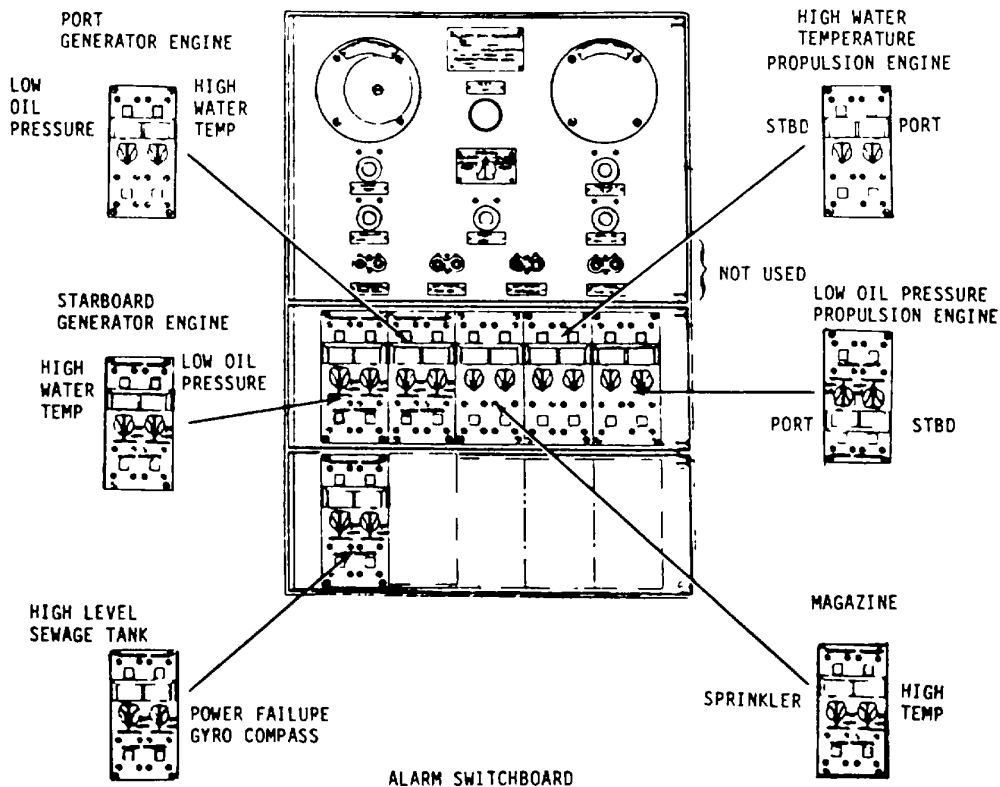 PORT
GENERATOR ENGINE
LOW
OIL
PRESSURE
HIGH
WATER
TEMP
HIGH WATER
TEMPERATURE
PROPULSION ENGINE
STBD
PORT
NOT USED
STARBOARD
GENERATOR ENGINE
HIGH
WATER
TEMP
LOW OIL
PRESSURE
LOW OIL PRESSURE
PROPULSION ENGINE
PORT
STBD
HIGH LEVEL
SEWAGE TANK
POWER FAILUPE
GYRO COMPASS
MAGAZINE
SPRINKLER
HIGH
TEMP
ALARM SWITCHBOARD